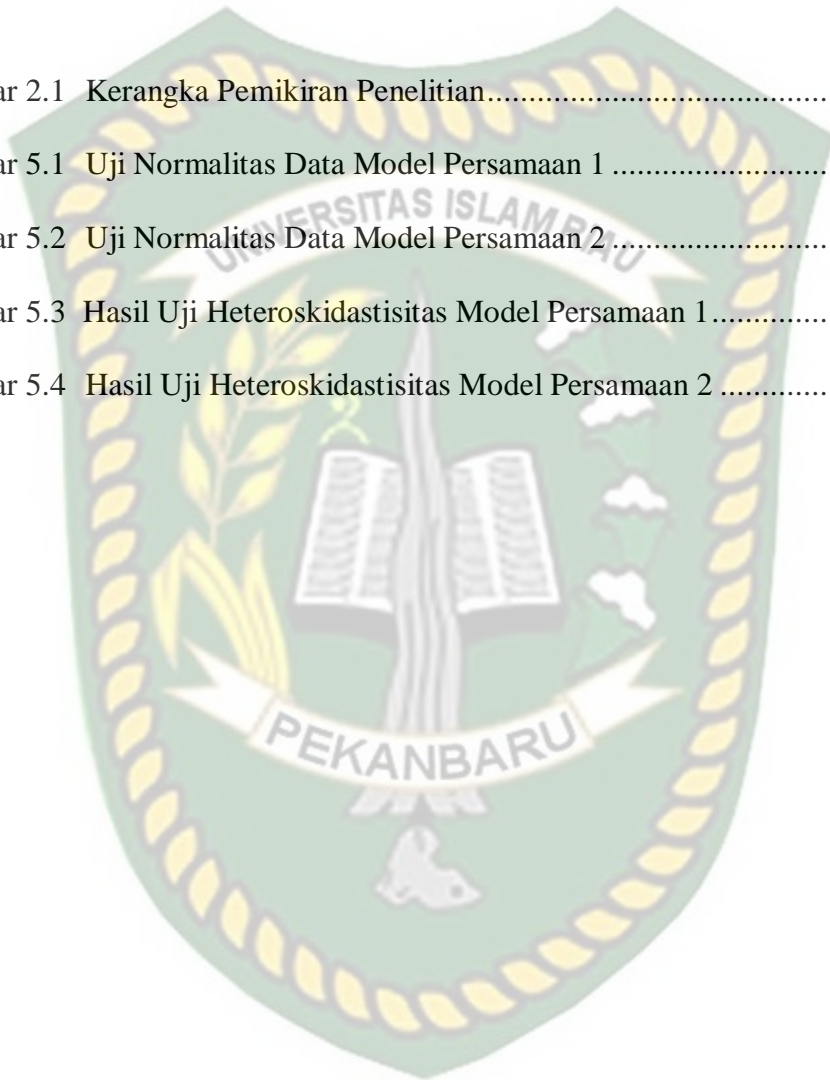 ar 2.1 Kerangka Pemikiran Penelitian.......................................
ar 5.1 Uji Normalitas Data Model Persamaan 1 .........................
ar 5.2 Uji Normalitas Data Model Persamaan 2 .........................
ar 5.3 Hasil Uji Heteroskidastisitas Model Persamaan 1.............
ar 5.4 Hasil Uji Heteroskidastisitas Model Persamaan 2 ............
UNIVERSITAS ISLAM RIAU
PEKANBARU